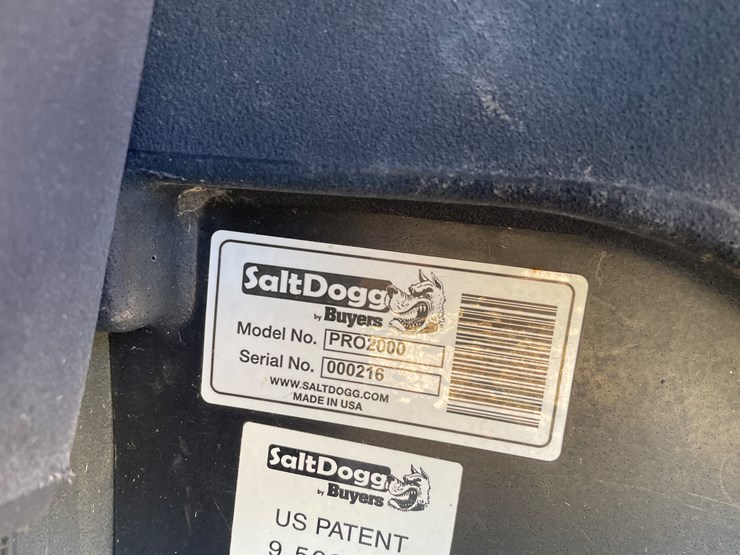 SaltDogg
by Buyers
Model No. PRO2000
Serial No. 000216
WWW.SALTDOGG.COM
MADE IN USA
SaltDogg
by Buyers
US PATENT